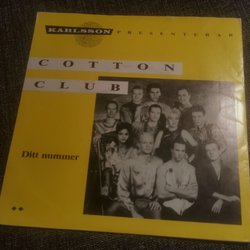 KARLSSON PRESENTERAR
COTTON
CLUB
Ditt nummer